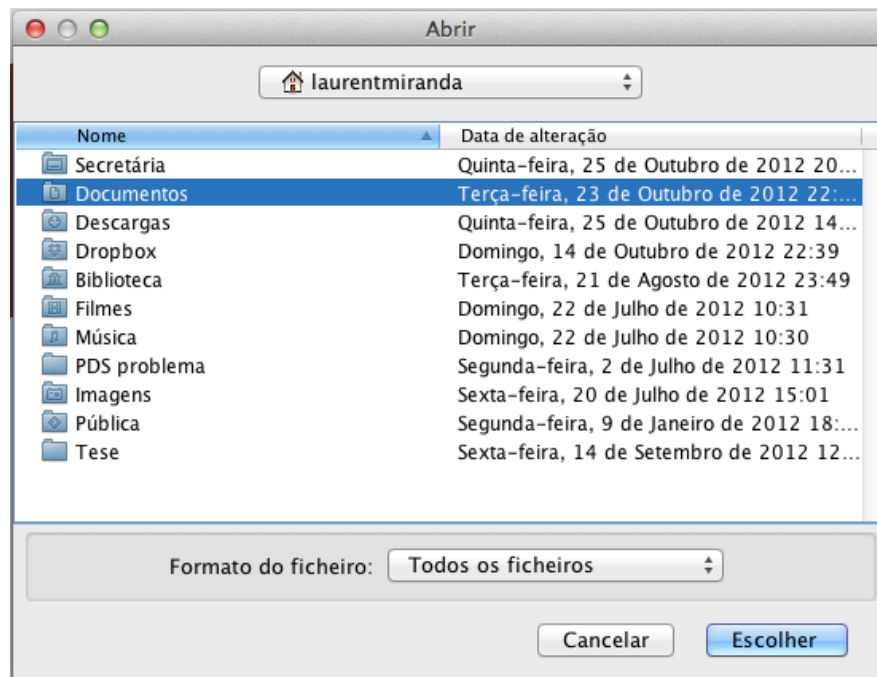 Abrir
laurentmiranda
Nome Data de alteração
Secretária Quinta-feira, 25 de Outubro de 2012 20...
Documentos Terça-feira, 23 de Outubro de 2012 22:...
Descargas Quinta-feira, 25 de Outubro de 2012 14...
Dropbox Domingo, 14 de Outubro de 2012 22:39
Biblioteca Terça-feira, 21 de Agosto de 2012 23:49
Filmes Domingo, 22 de Julho de 2012 10:31
Música Domingo, 22 de Julho de 2012 10:30
PDS problema Segunda-feira, 2 de Julho de 2012 11:31
Imagens Sexta-feira, 20 de Julho de 2012 15:01
Pública Segunda-feira, 9 de Janeiro de 2012 18:...
Tese Sexta-feira, 14 de Setembro de 2012 12...
Formato do ficheiro: Todos os ficheiros
Cancelar Escolher